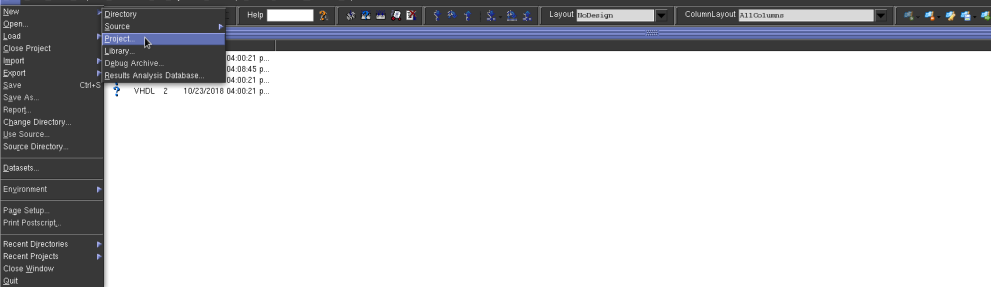 New
Open...
Load
Close Project
Import
Export
Save Ctrl+S
Save As...
Report...
Change Directory...
Use Source...
Source Directory...
Datasets...
Environment
Page Setup...
Print Postscript...
Recent Directories
Recent Projects
Close Window
Quit
Directory
Source
Project...
Library...
Debug Archive...
Results Analysis Database...
Help
Layout NoDesign
ColumnLayout AllColumns
04:00:21 p...
04:08:45 p...
04:00:21 p...
? VHDL 2 10/23/2018 04:00:21 p...